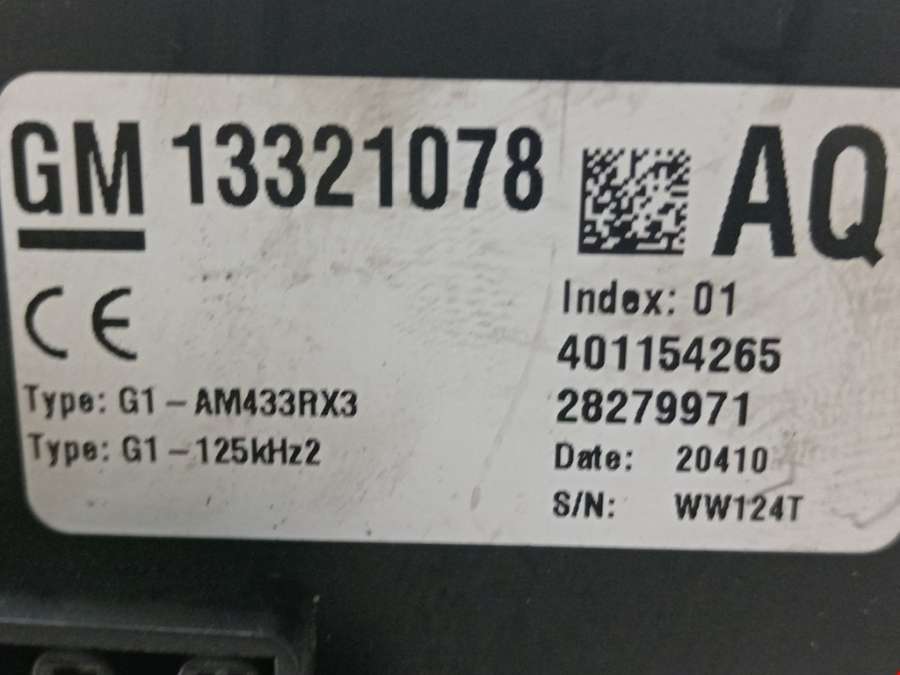 GM 13321078 AQ
CE
Index: 01
401154265
28279971
Type: G1-AM433RX3
Type: G1-125kHz2
Date: 20410
S/N: WW124T